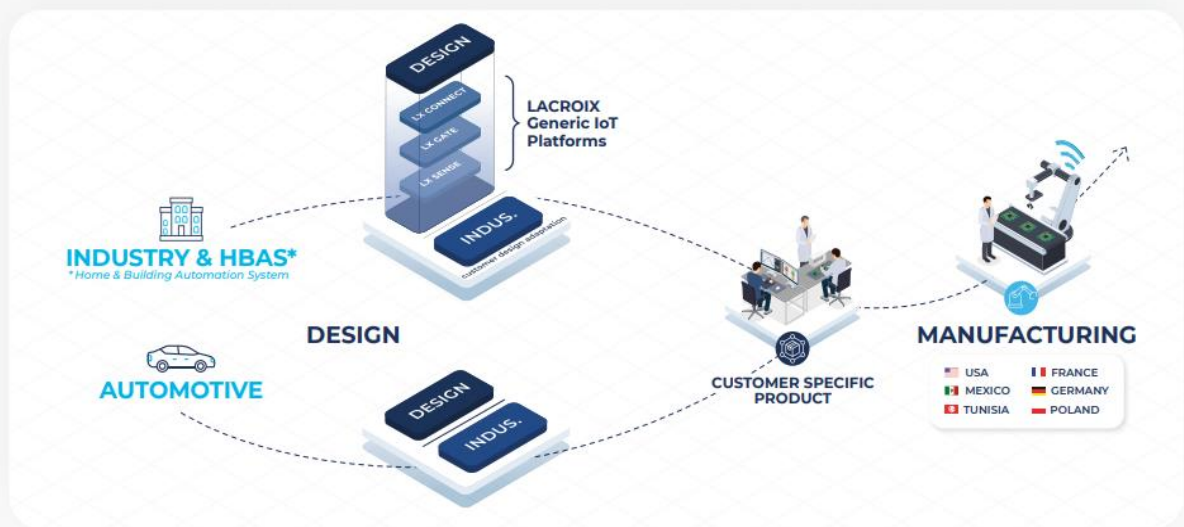 DESIGN
LX CONNECT
LX GATE
LX SENSE
LACROIX
Generic IoT
Platforms
INDUS.
customer design adaptation
INDUSTRY & HBAS*
* Home & Building Automation System
DESIGN
AUTOMOTIVE
DESIGN
INDUS.
CUSTOMER SPECIFIC
PRODUCT
MANUFACTURING
USA
FRANCE
MEXICO
GERMANY
TUNISIA
POLAND